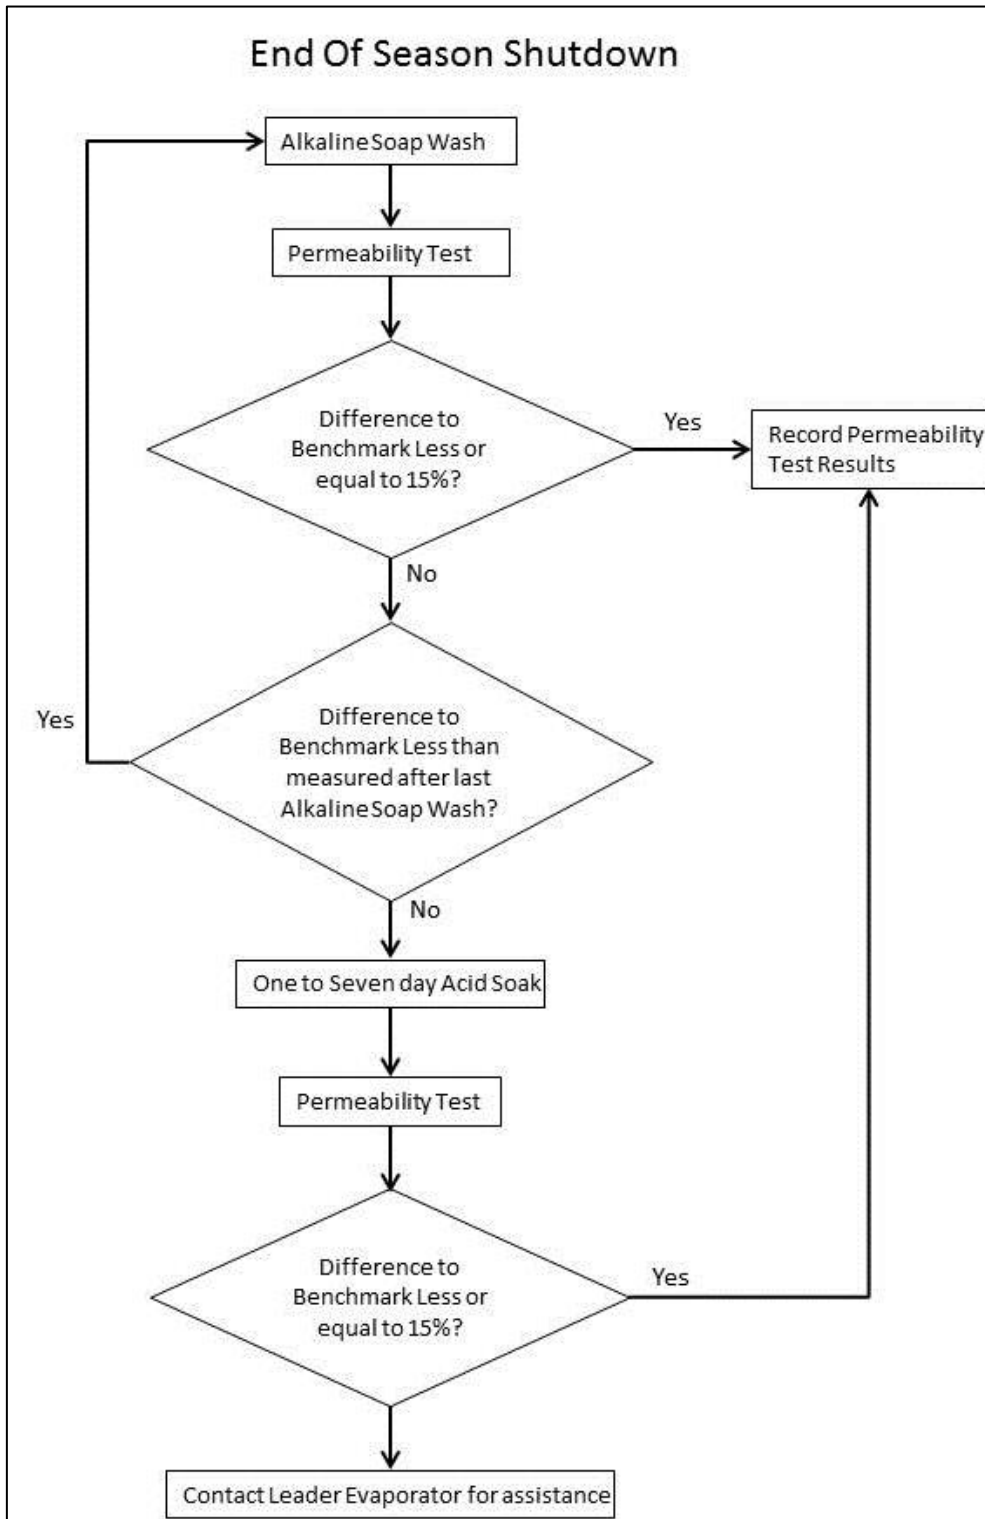 End Of Season Shutdown
Alkaline Soap Wash
Permeability Test
Difference to
Benchmark Less or
equal to 15%?
Yes
Record Permeability
Test Results
No
Difference to
Benchmark Less than
measured after last
Alkaline Soap Wash?
Yes
No
One to Seven day Acid Soak
Permeability Test
Difference to
Benchmark Less or
equal to 15%?
Yes
Contact Leader Evaporator for assistance